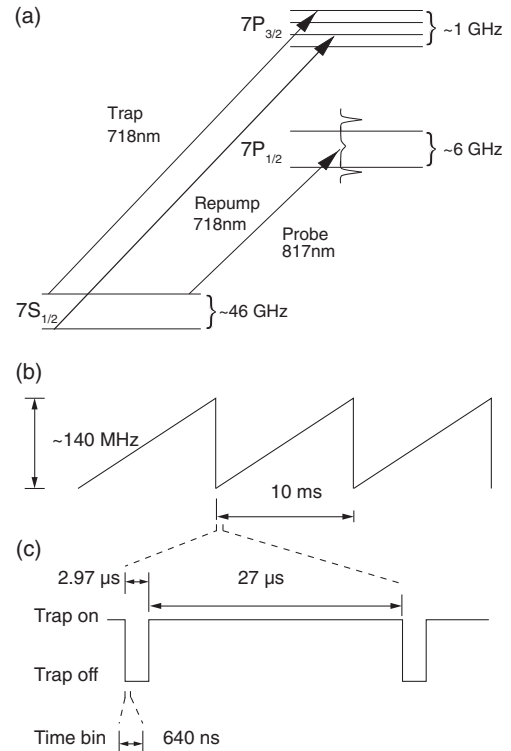 (a)
7P3/2
~1 GHz
Trap
718nm
7P1/2
~6 GHz
Repump
718nm
Probe
817nm
7S1/2
~46 GHz
(b)
~140 MHz
10 ms
(c)
2.97 µs
27 µs
Trap on
Trap off
Time bin
640 ns